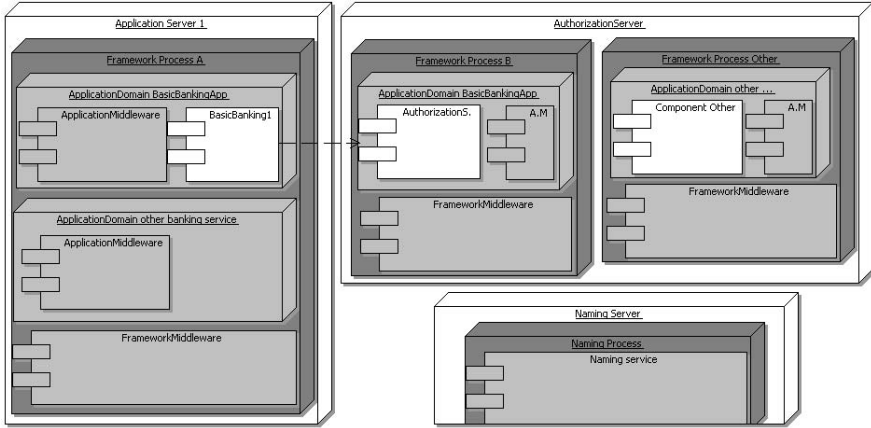 Application Server 1
Framework Process A
ApplicationDomain BasicBankingApp
ApplicationMiddleware
BasicBanking1
ApplicationDomain other banking service
ApplicationMiddleware
FrameworkMiddleware
AuthorizationServer
Framework Process B
ApplicationDomain BasicBankingApp
AuthorizationS.
A.M
FrameworkMiddleware
Framework Process Other
ApplicationDomain other ...
Component Other
A.M
FrameworkMiddleware
Naming Server
Naming Process
Naming service